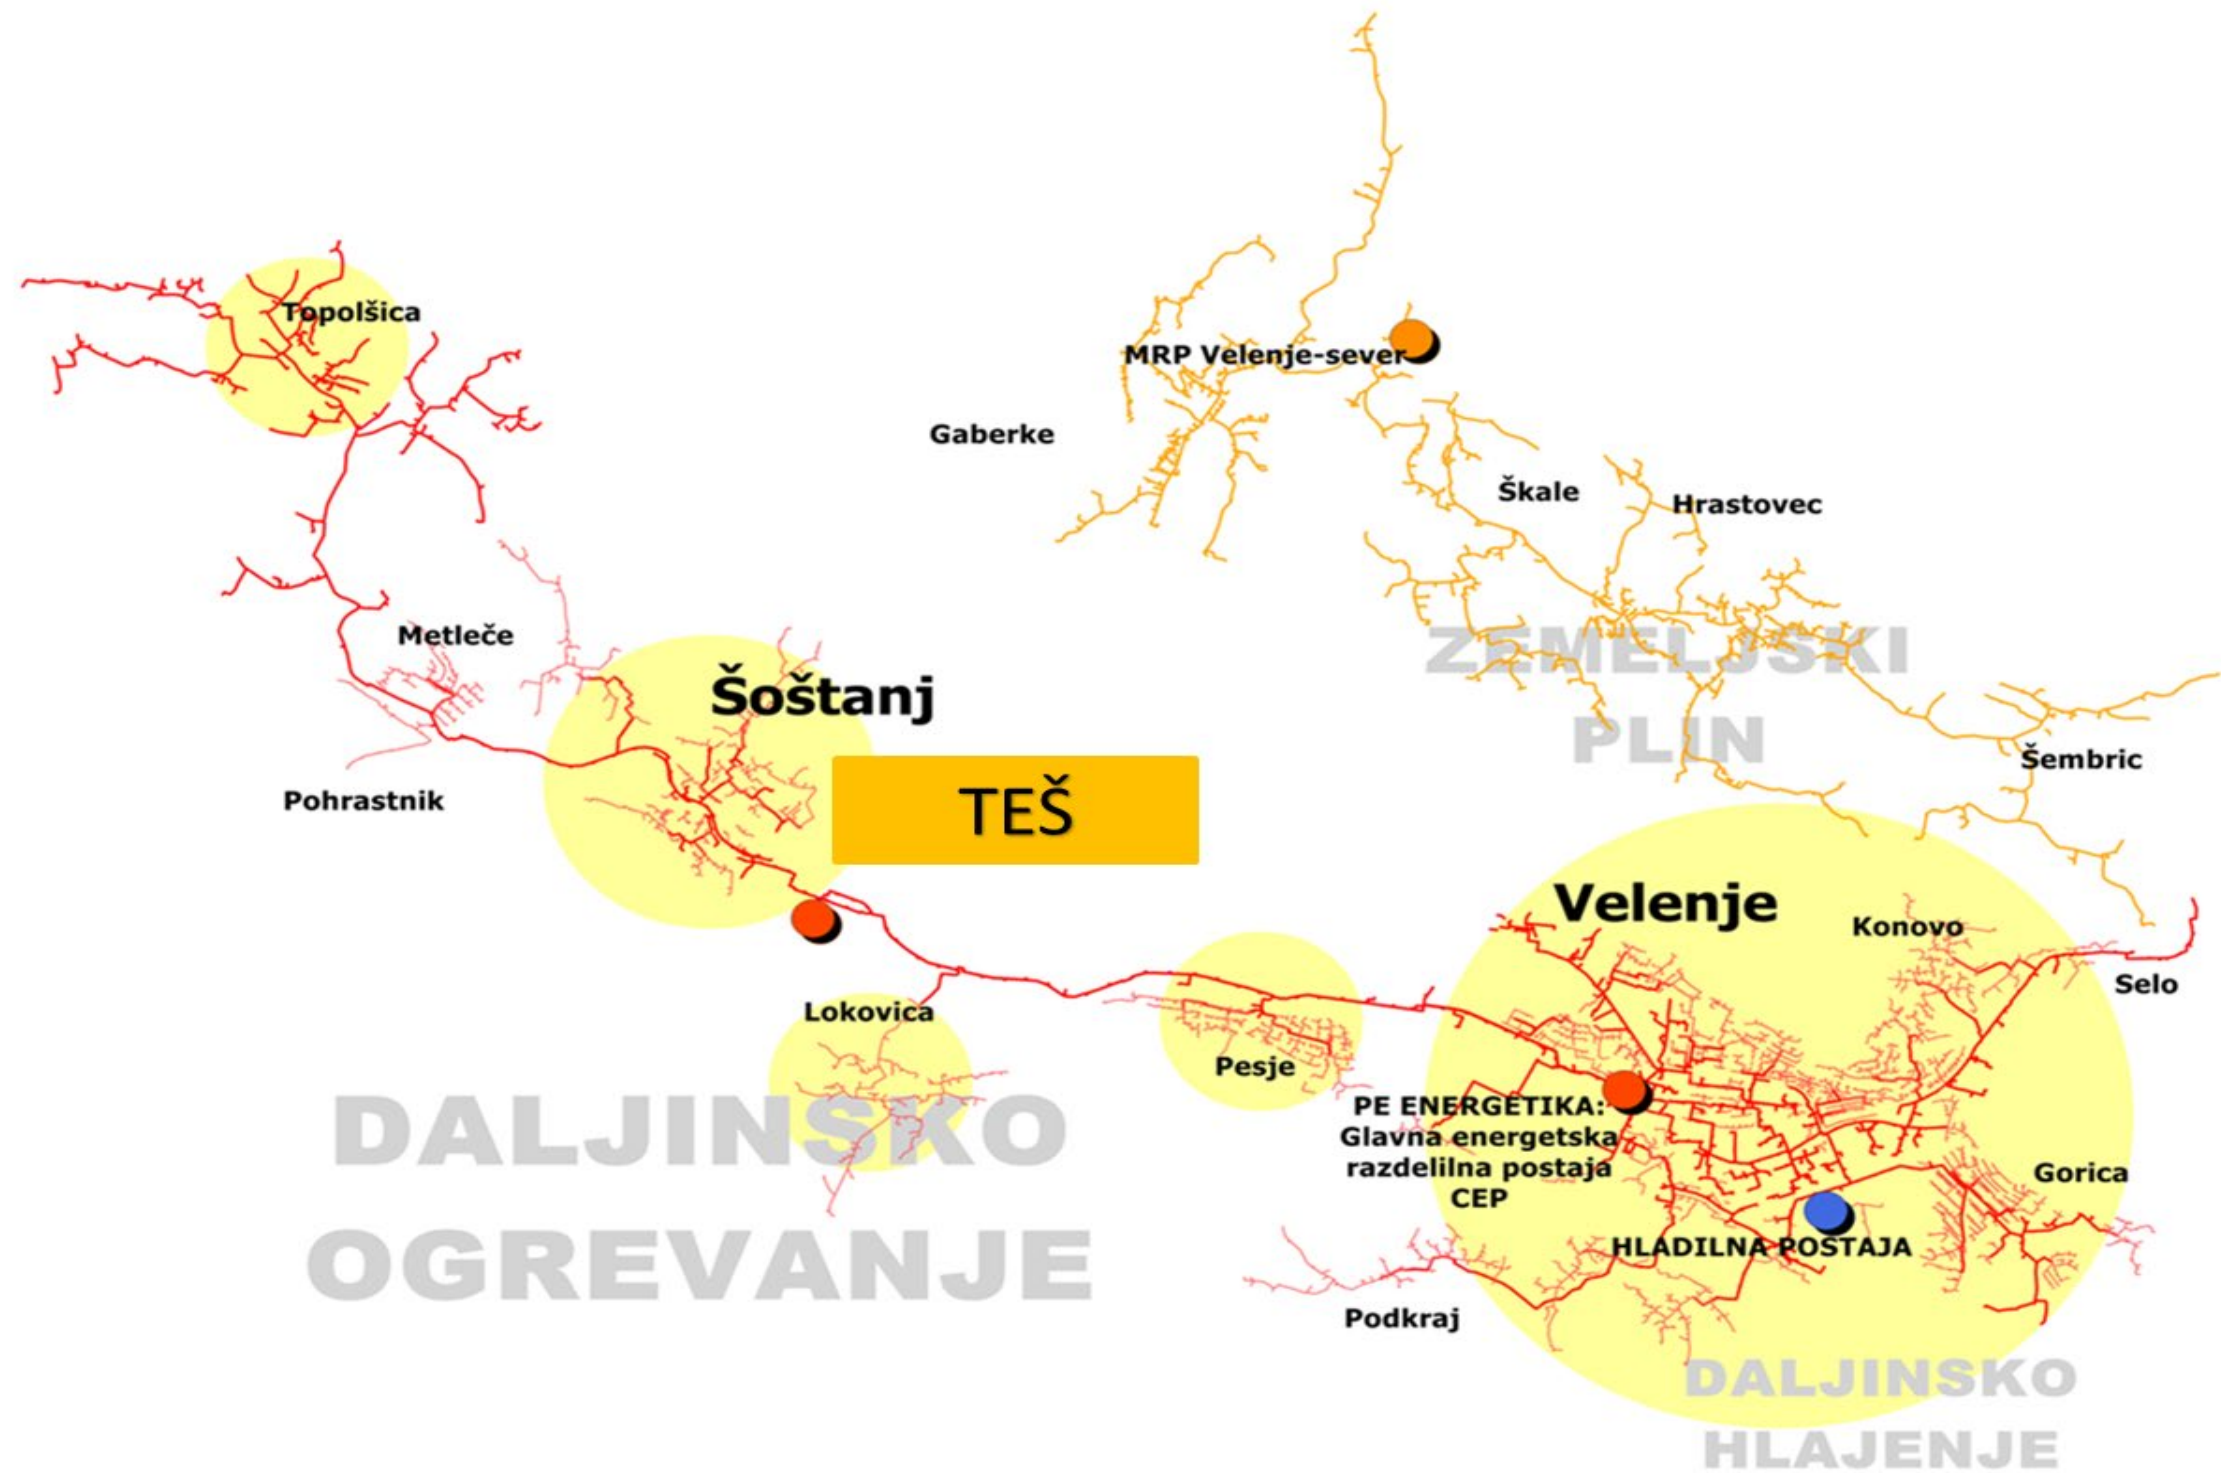 Topolšica
MRP Velenje-sever
Gaberke
Škale
Hrastovec
Metleče
ZEMELJSKI
PLIN
Šoštanj
Šembric
Pohrastnik
TEŠ
Velenje
Konovo
Selo
Lokovica
Pesje
DALJINSKO
OGREVANJE
PE ENERGETIKA:
Glavna energetska
razdelilna postaja
CEP
Gorica
HLADILNA POSTAJA
Podkraj
DALJINSKO
HLAJENJE